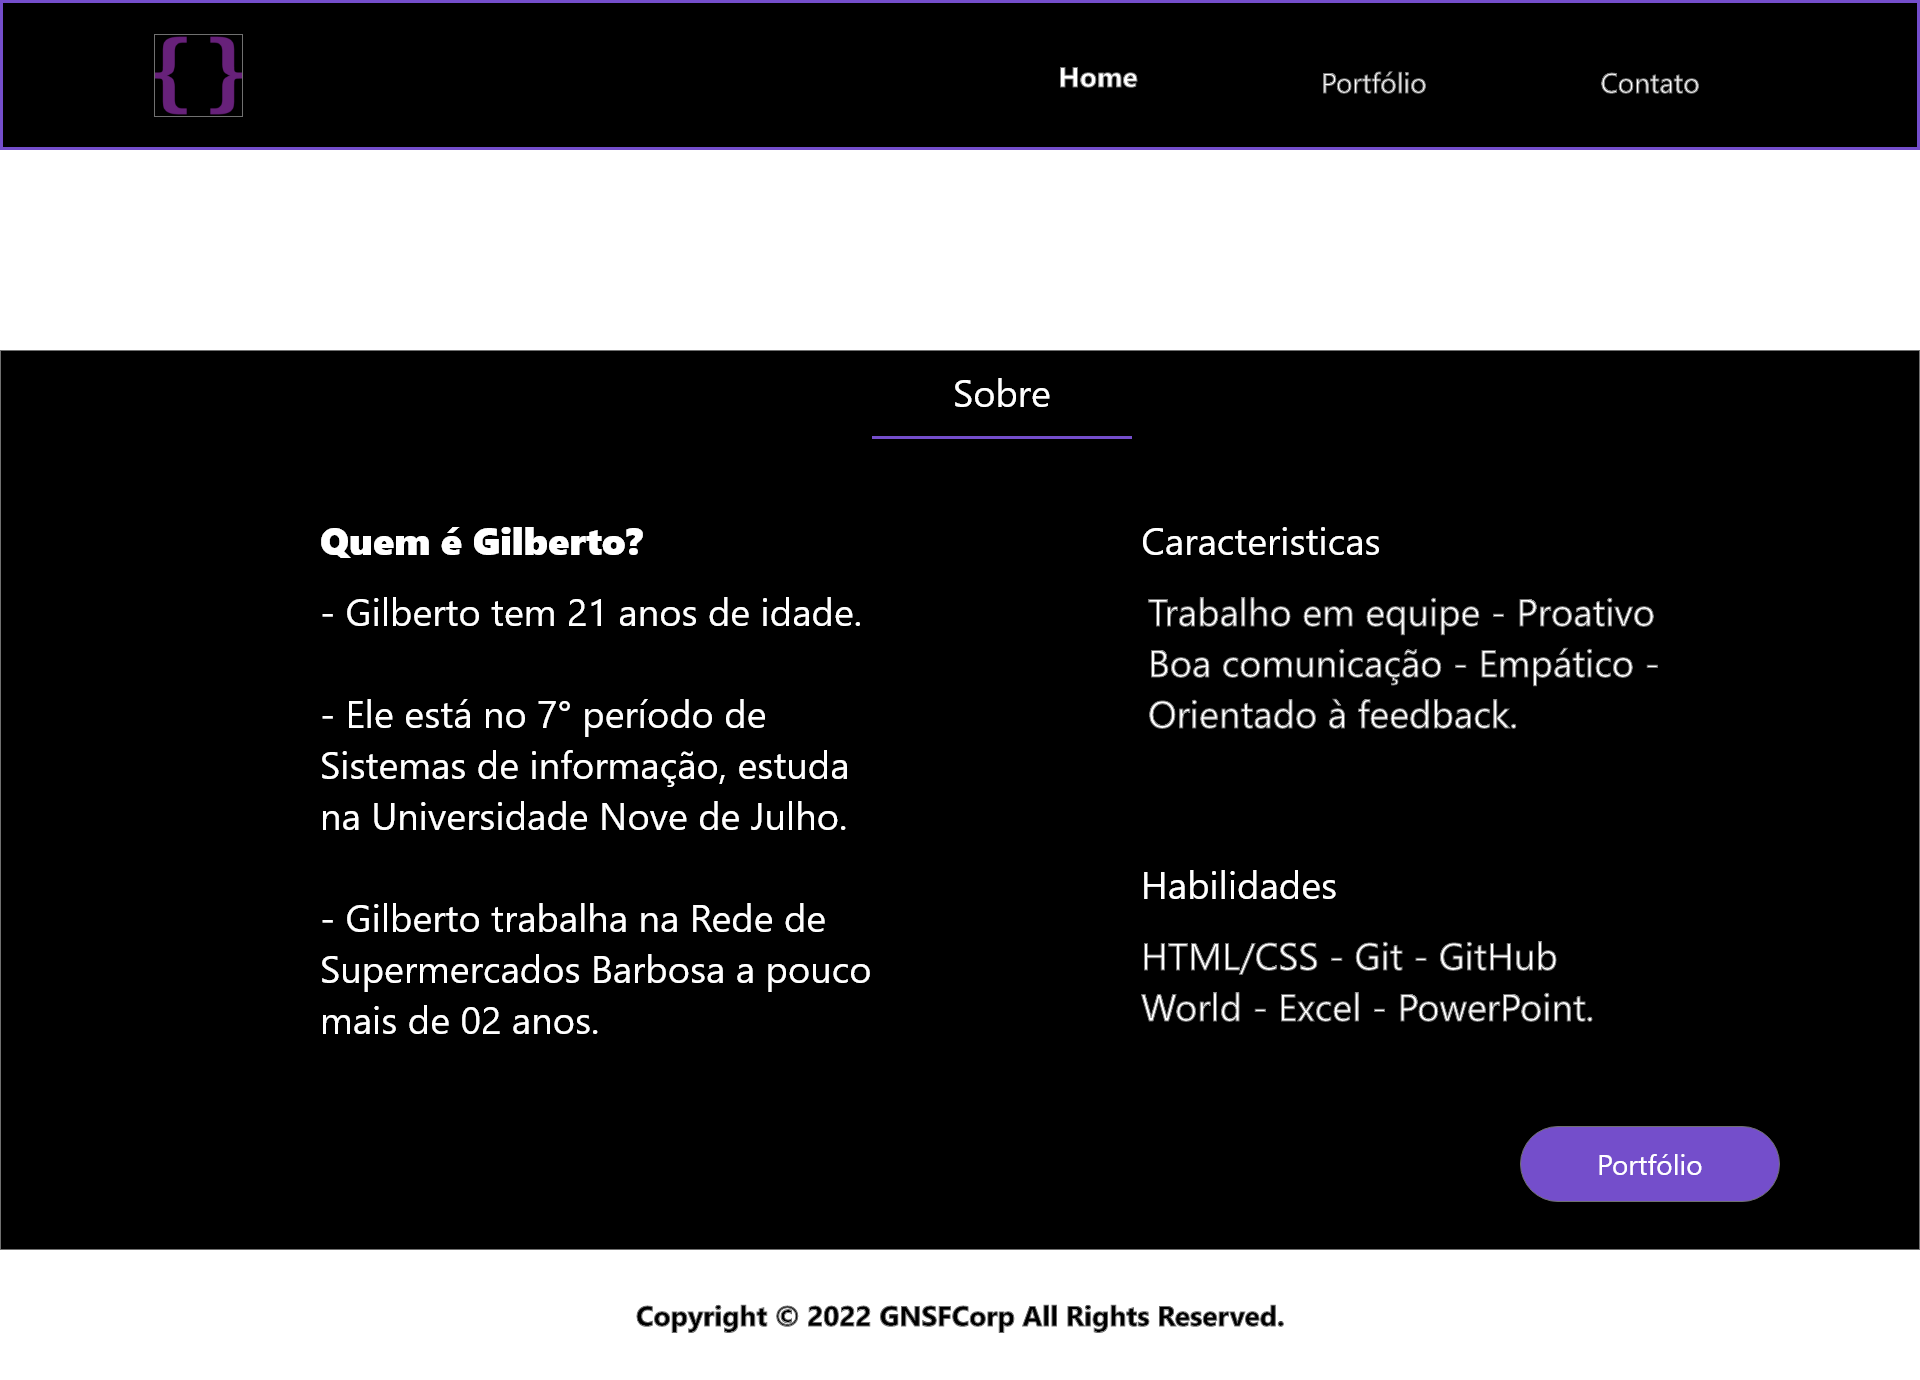 { }
Home
Portfólio
Contato
Sobre
Quem é Gilberto?
- Gilberto tem 21 anos de idade.
- Ele está no 7° período de
Sistemas de informação, estuda
na Universidade Nove de Julho.
- Gilberto trabalha na Rede de
Supermercados Barbosa a pouco
mais de 02 anos.
Caracteristicas
Trabalho em equipe - Proativo
Boa comunicação - Empático -
Orientado à feedback.
Habilidades
HTML/CSS - Git - GitHub
World - Excel - PowerPoint.
Portfólio
Copyright © 2022 GNSFCorp All Rights Reserved.